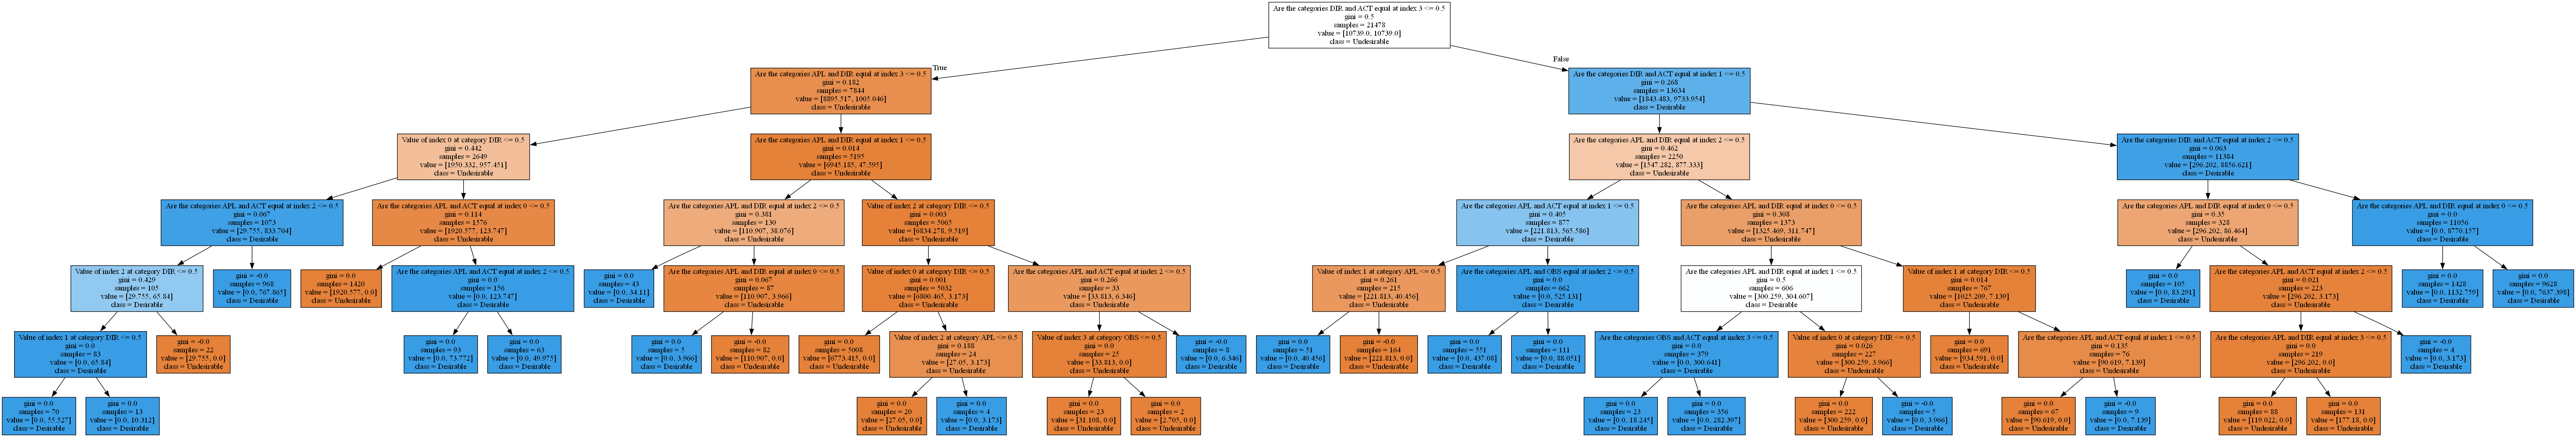 Are the categories DIR and ACT equal at index 3 <= 0.5
gini = 0.5
samples = 21478
value = [10739.0, 10739.0]
class = Undesirable
True
False
Are the categories APL and DIR equal at index 3 <= 0.5
gini = 0.182
samples = 7844
value = [8895.517, 1005.046]
class = Undesirable
Are the categories DIR and ACT equal at index 1 <= 0.5
gini = 0.268
samples = 13634
value = [1843.483, 9733.954]
class = Desirable
Value of index 0 at category DIR <= 0.5
gini = 0.442
samples = 2649
value = [1950.332, 957.451]
class = Undesirable
Are the categories APL and DIR equal at index 1 <= 0.5
gini = 0.014
samples = 5195
value = [6945.185, 47.595]
class = Undesirable
Are the categories APL and DIR equal at index 2 <= 0.5
gini = 0.462
samples = 2250
value = [1547.282, 877.333]
class = Undesirable
Are the categories DIR and ACT equal at index 2 <= 0.5
gini = 0.063
samples = 11384
value = [296.202, 8856.621]
class = Desirable
Are the categories APL and ACT equal at index 2 <= 0.5
gini = 0.067
samples = 1073
value = [29.755, 833.704]
class = Desirable
Are the categories APL and ACT equal at index 0 <= 0.5
gini = 0.114
samples = 1576
value = [1920.577, 123.747]
class = Undesirable
Are the categories APL and DIR equal at index 2 <= 0.5
gini = 0.381
samples = 130
value = [110.907, 38.076]
class = Undesirable
Value of index 2 at category DIR <= 0.5
gini = 0.003
samples = 5065
value = [6834.278, 9.519]
class = Undesirable
Are the categories APL and ACT equal at index 1 <= 0.5
gini = 0.405
samples = 877
value = [221.813, 565.586]
class = Desirable
Are the categories APL and DIR equal at index 0 <= 0.5
gini = 0.308
samples = 1373
value = [1325.469, 311.747]
class = Undesirable
Are the categories APL and DIR equal at index 0 <= 0.5
gini = 0.35
samples = 328
value = [296.202, 86.464]
class = Undesirable
Are the categories APL and DIR equal at index 0 <= 0.5
gini = 0.0
samples = 11056
value = [0.0, 8770.157]
class = Desirable
Value of index 2 at category DIR <= 0.5
gini = 0.429
samples = 105
value = [29.755, 65.84]
class = Desirable
gini = -0.0
samples = 968
value = [0.0, 767.865]
class = Desirable
gini = 0.0
samples = 1420
value = [1920.577, 0.0]
class = Undesirable
Are the categories APL and ACT equal at index 2 <= 0.5
gini = 0.0
samples = 156
value = [0.0, 123.747]
class = Desirable
gini = 0.0
samples = 43
value = [0.0, 34.11]
class = Desirable
Are the categories APL and DIR equal at index 0 <= 0.5
gini = 0.067
samples = 87
value = [110.907, 3.966]
class = Undesirable
Value of index 0 at category DIR <= 0.5
gini = 0.001
samples = 5032
value = [6800.465, 3.173]
class = Undesirable
Are the categories APL and ACT equal at index 2 <= 0.5
gini = 0.266
samples = 33
value = [33.813, 6.346]
class = Undesirable
Value of index 1 at category APL <= 0.5
gini = 0.261
samples = 215
value = [221.813, 40.456]
class = Undesirable
Are the categories APL and OBS equal at index 2 <= 0.5
gini = 0.0
samples = 662
value = [0.0, 525.131]
class = Desirable
Are the categories APL and DIR equal at index 1 <= 0.5
gini = 0.5
samples = 606
value = [300.259, 304.607]
class = Desirable
Value of index 1 at category DIR <= 0.5
gini = 0.014
samples = 767
value = [1025.209, 7.139]
class = Undesirable
gini = 0.0
samples = 105
value = [0.0, 83.291]
class = Desirable
Are the categories APL and ACT equal at index 2 <= 0.5
gini = 0.021
samples = 223
value = [296.202, 3.173]
class = Undesirable
gini = 0.0
samples = 1428
value = [0.0, 1132.759]
class = Desirable
gini = 0.0
samples = 9628
value = [0.0, 7637.398]
class = Desirable
Value of index 1 at category DIR <= 0.5
gini = 0.0
samples = 83
value = [0.0, 65.84]
class = Desirable
gini = -0.0
samples = 22
value = [29.755, 0.0]
class = Undesirable
gini = 0.0
samples = 93
value = [0.0, 73.772]
class = Desirable
gini = 0.0
samples = 63
value = [0.0, 49.975]
class = Desirable
gini = 0.0
samples = 5
value = [0.0, 3.966]
class = Desirable
gini = -0.0
samples = 82
value = [110.907, 0.0]
class = Undesirable
gini = 0.0
samples = 5008
value = [6773.415, 0.0]
class = Undesirable
Value of index 2 at category APL <= 0.5
gini = 0.188
samples = 24
value = [27.05, 3.173]
class = Undesirable
Value of index 3 at category OBS <= 0.5
gini = 0.0
samples = 25
value = [33.813, 0.0]
class = Undesirable
gini = -0.0
samples = 8
value = [0.0, 6.346]
class = Desirable
gini = 0.0
samples = 51
value = [0.0, 40.456]
class = Desirable
gini = -0.0
samples = 164
value = [221.813, 0.0]
class = Undesirable
gini = 0.0
samples = 551
value = [0.0, 437.08]
class = Desirable
gini = 0.0
samples = 111
value = [0.0, 88.051]
class = Desirable
Are the categories OBS and ACT equal at index 3 <= 0.5
gini = 0.0
samples = 379
value = [0.0, 300.641]
class = Desirable
Value of index 0 at category DIR <= 0.5
gini = 0.026
samples = 227
value = [300.259, 3.966]
class = Undesirable
gini = 0.0
samples = 691
value = [934.591, 0.0]
class = Undesirable
Are the categories APL and ACT equal at index 1 <= 0.5
gini = 0.135
samples = 76
value = [90.619, 7.139]
class = Undesirable
Are the categories APL and DIR equal at index 3 <= 0.5
gini = 0.0
samples = 219
value = [296.202, 0.0]
class = Undesirable
gini = -0.0
samples = 4
value = [0.0, 3.173]
class = Desirable
gini = 0.0
samples = 70
value = [0.0, 55.527]
class = Desirable
gini = 0.0
samples = 13
value = [0.0, 10.312]
class = Desirable
gini = 0.0
samples = 20
value = [27.05, 0.0]
class = Undesirable
gini = 0.0
samples = 4
value = [0.0, 3.173]
class = Desirable
gini = 0.0
samples = 23
value = [31.108, 0.0]
class = Undesirable
gini = 0.0
samples = 2
value = [2.705, 0.0]
class = Undesirable
gini = 0.0
samples = 23
value = [0.0, 18.245]
class = Desirable
gini = 0.0
samples = 356
value = [0.0, 282.397]
class = Desirable
gini = 0.0
samples = 222
value = [300.259, 0.0]
class = Undesirable
gini = -0.0
samples = 5
value = [0.0, 3.966]
class = Desirable
gini = 0.0
samples = 67
value = [90.619, 0.0]
class = Undesirable
gini = -0.0
samples = 9
value = [0.0, 7.139]
class = Desirable
gini = 0.0
samples = 88
value = [119.022, 0.0]
class = Undesirable
gini = 0.0
samples = 131
value = [177.18, 0.0]
class = Undesirable